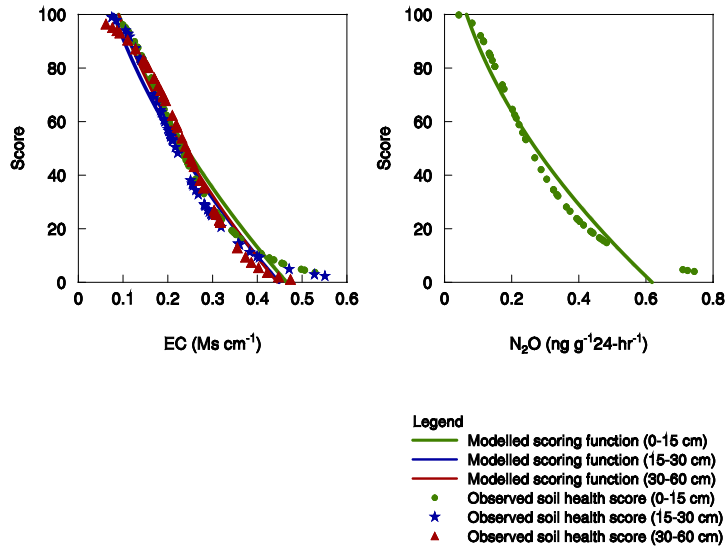 100
80
60
40
20
0
Score
0 0.1 0.2 0.3 0.4 0.5 0.6
EC (Ms cm⁻¹)
100
80
60
40
20
0
Score
0 0.2 0.4 0.6 0.8
N₂O (ng g⁻¹24-hr⁻¹)
Legend
Modelled scoring function (0-15 cm)
Modelled scoring function (15-30 cm)
Modelled scoring function (30-60 cm)
Observed soil health score (0-15 cm)
Observed soil health score (15-30 cm)
Observed soil health score (30-60 cm)